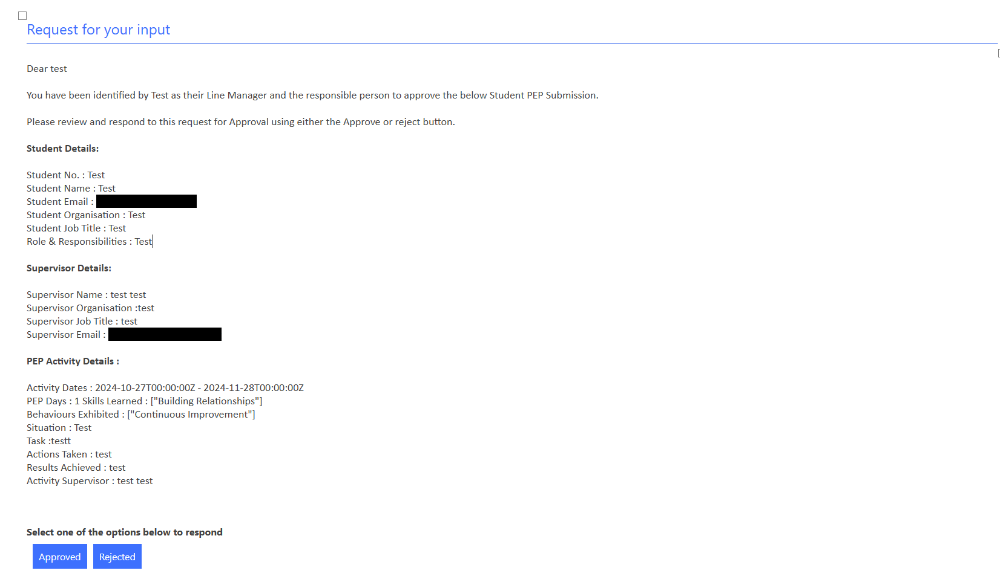 Request for your input
Dear test
You have been identified by Test as their Line Manager and the responsible person to approve the below Student PEP Submission.
Please review and respond to this request for Approval using either the Approve or reject button.
Student Details:
Student No. : Test
Student Name : Test
Student Email :
Student Organisation : Test
Student Job Title : Test
Role & Responsibilities : Test
Supervisor Details:
Supervisor Name : test test
Supervisor Organisation :test
Supervisor Job Title : test
Supervisor Email :
PEP Activity Details :
Activity Dates : 2024-10-27T00:00:00Z - 2024-11-28T00:00:00Z
PEP Days : 1 Skills Learned : ["Building Relationships"]
Behaviours Exhibited : ["Continuous Improvement"]
Situation : Test
Task :testt
Actions Taken : test
Results Achieved : test
Activity Supervisor : test test
Select one of the options below to respond
Approved Rejected